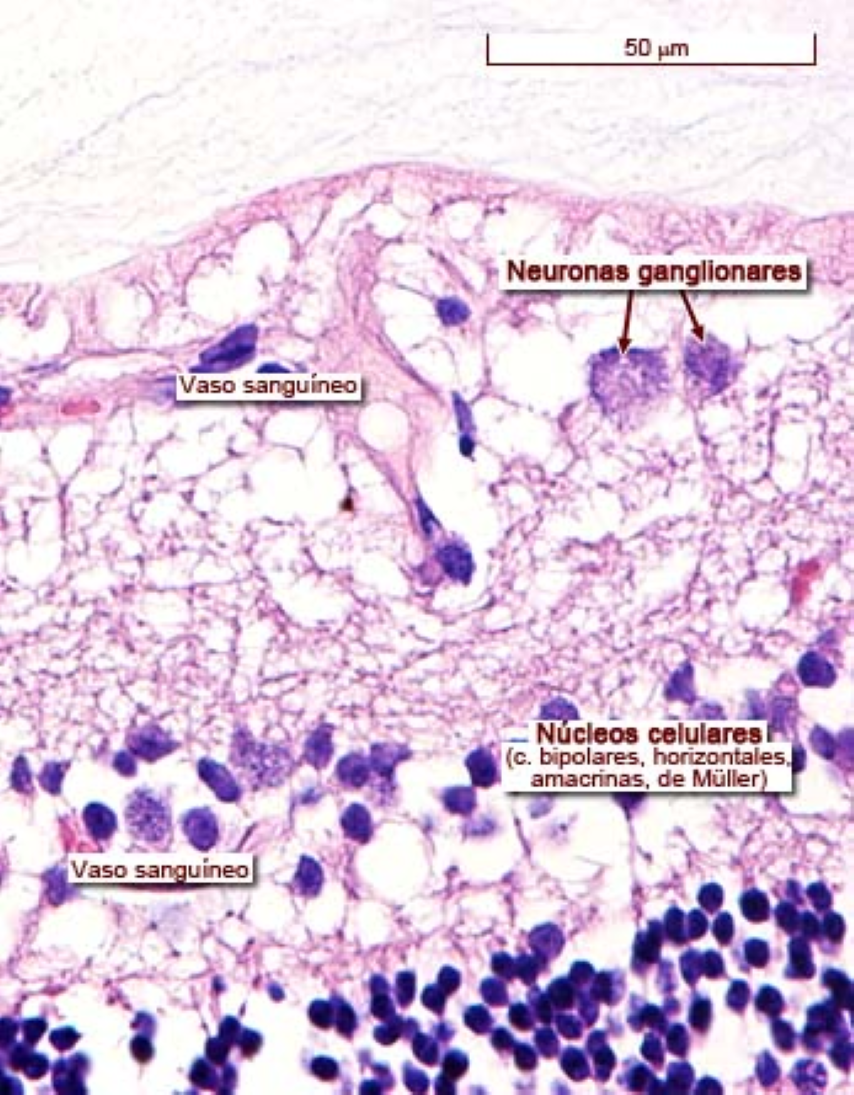 50 µm
Neuronas ganglionares
Vaso sanguíneo
Núcleos celulares
(c. bipolares, horizontales,
amacrinas, de Müller)
Vaso sanguíneo